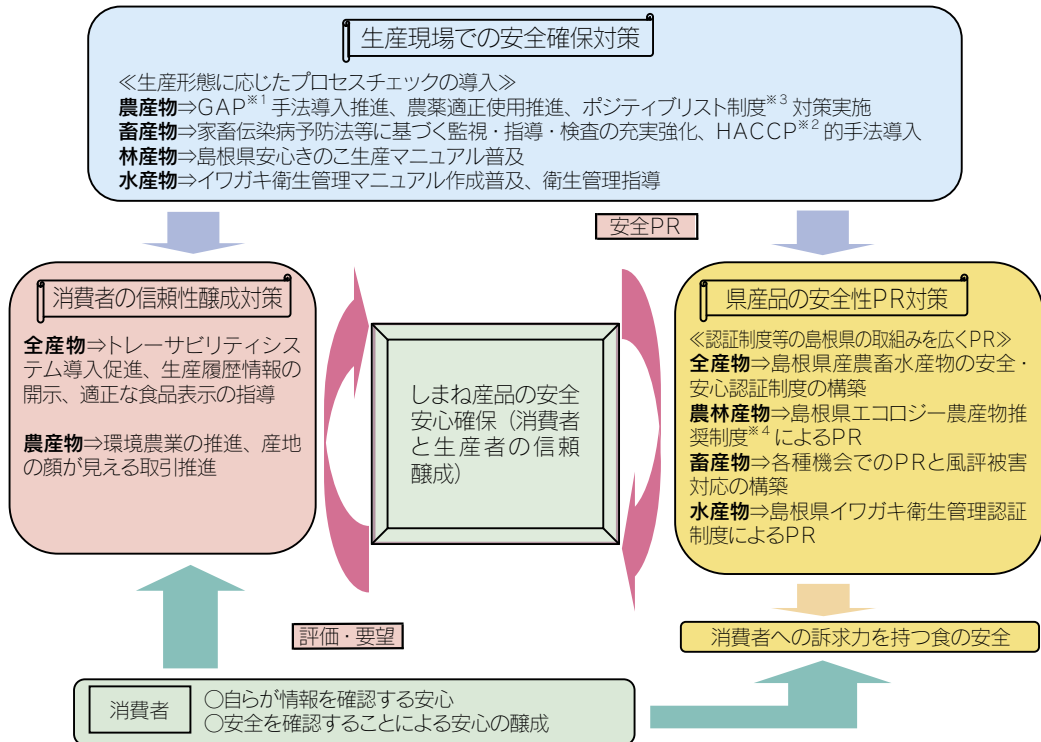 生産現場での安全確保対策
≪生産形態に応じたプロセスチェックの導入≫
農産物⇒GAP※1手法導入推進、農薬適正使用推進、ポジティブリスト制度※3対策実施
畜産物⇒家畜伝染病予防法等に基づく監視・指導・検査の充実強化、HACCP※2的手法導入
林産物⇒島根県安心きのこ生産マニュアル普及
水産物⇒イワガキ衛生管理マニュアル作成普及、衛生管理指導
安全PR
消費者の信頼性醸成対策
全産物⇒トレーサビリティシス
テム導入促進、生産履歴情報の
開示、適正な食品表示の指導
農産物⇒環境農業の推進、産地
の顔が見える取引推進
しまね産品の安全
安心確保（消費者
と生産者の信頼
醸成）
県産品の安全性PR対策
≪認証制度等の島根県の取組みを広くPR≫
全産物⇒島根県産農畜水産物の安全・
安心認証制度の構築
農林産物⇒島根県エコロジー農産物推
奨制度※4によるPR
畜産物⇒各種機会でのPRと風評被害
対応の構築
水産物⇒島根県イワガキ衛生管理認証
制度によるPR
評価・要望
消費者への訴求力を持つ食の安全
消費者
○自らが情報を確認する安心
○安全を確認することによる安心の醸成